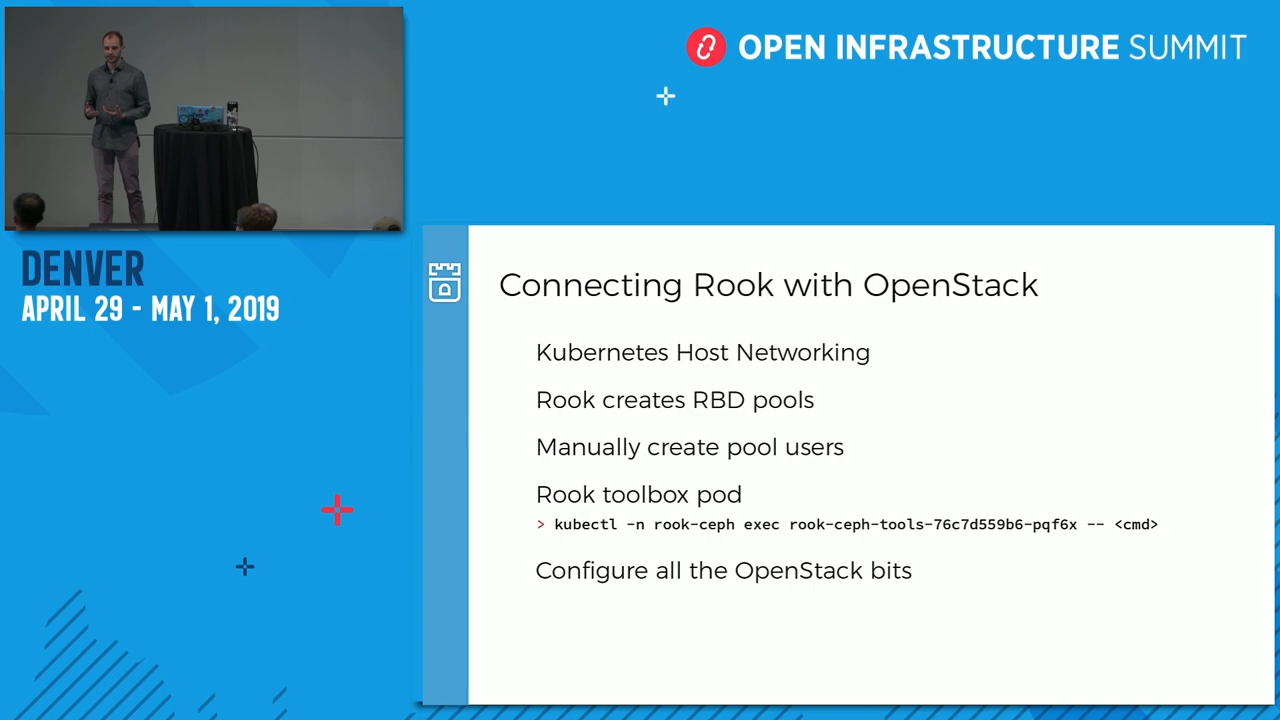 OPEN INFRASTRUCTURE SUMMIT
DENVER
APRIL 29 - MAY 1, 2019
Connecting Rook with OpenStack
Kubernetes Host Networking
Rook creates RBD pools
Manually create pool users
Rook toolbox pod
> kubectl -n rook-ceph exec rook-ceph-tools-76c7d559b6-pqf6x -- <cmd>
Configure all the OpenStack bits